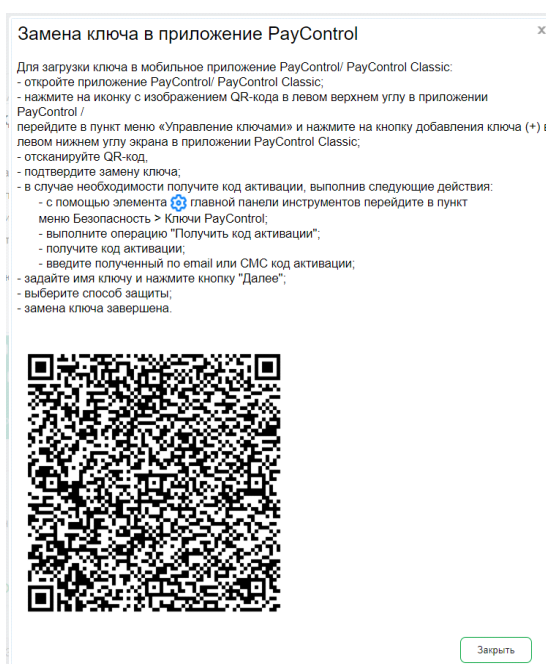 Замена ключа в приложение PayControl
x
Для загрузки ключа в мобильное приложение PayControl/ PayControl Classic:
- откройте приложение PayControl/ PayControl Classic;
- нажмите на иконку с изображением QR-кода в левом верхнем углу в приложении
PayControl /
перейдите в пункт меню «Управление ключами» и нажмите на кнопку добавления ключа (+) в
левом нижнем углу экрана в приложении PayControl Classic;
- отсканируйте QR-код,
- подтвердите замену ключа;
- в случае необходимости получите код активации, выполнив следующие действия:
- с помощью элемента главной панели инструментов перейдите в пункт
меню Безопасность > Ключи PayControl;
- выполните операцию "Получить код активации";
- получите код активации;
- введите полученный по email или СМС код активации;
- задайте имя ключу и нажмите кнопку "Далее";
- выберите способ защиты;
- замена ключа завершена.
Закрыть